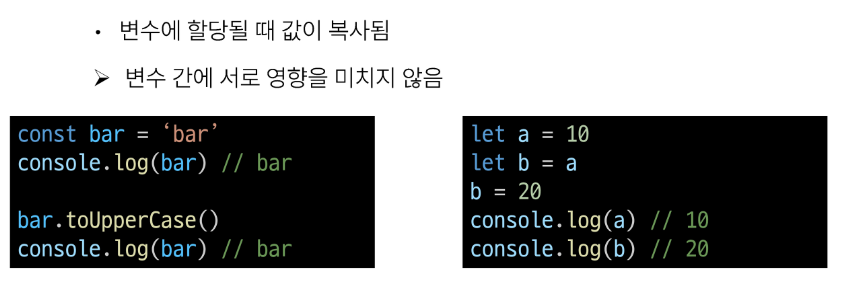 • 변수에 할당될 때 값이 복사됨
➢ 변수 간에 서로 영향을 미치지 않음
const bar = ‘bar’
console.log(bar) // bar
bar.toUpperCase()
console.log(bar) // bar
let a = 10
let b = a
b = 20
console.log(a) // 10
console.log(b) // 20